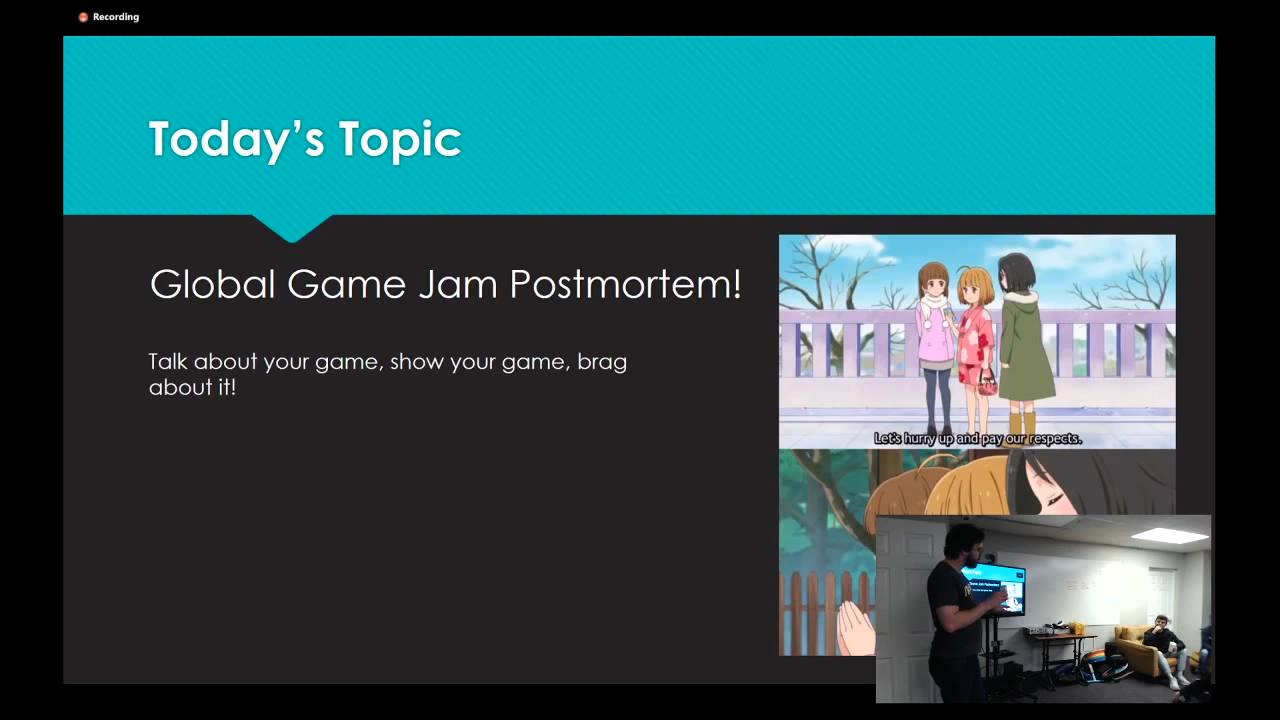 Recording
Today's Topic
Global Game Jam Postmortem!
Talk about your game, show your game, brag
about it!
Let's hurry up and pay our respects.